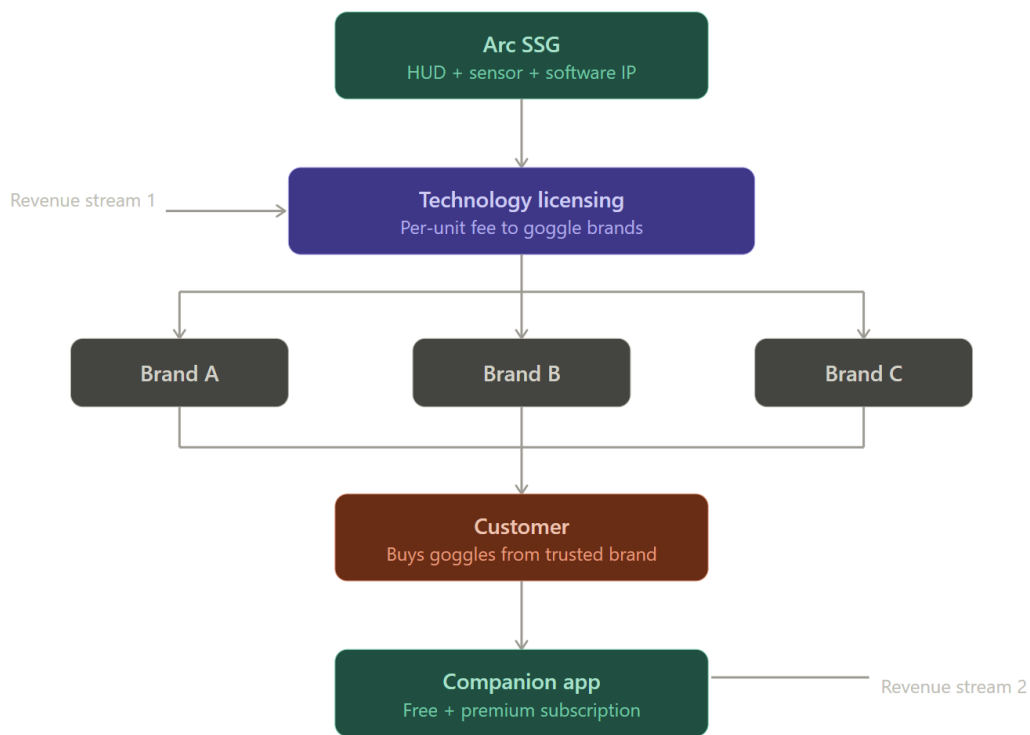 Arc SSG
HUD + sensor + software IP
Revenue stream 1
Technology licensing
Per-unit fee to goggle brands
Brand A
Brand B
Brand C
Customer
Buys goggles from trusted brand
Companion app
Free + premium subscription
Revenue stream 2